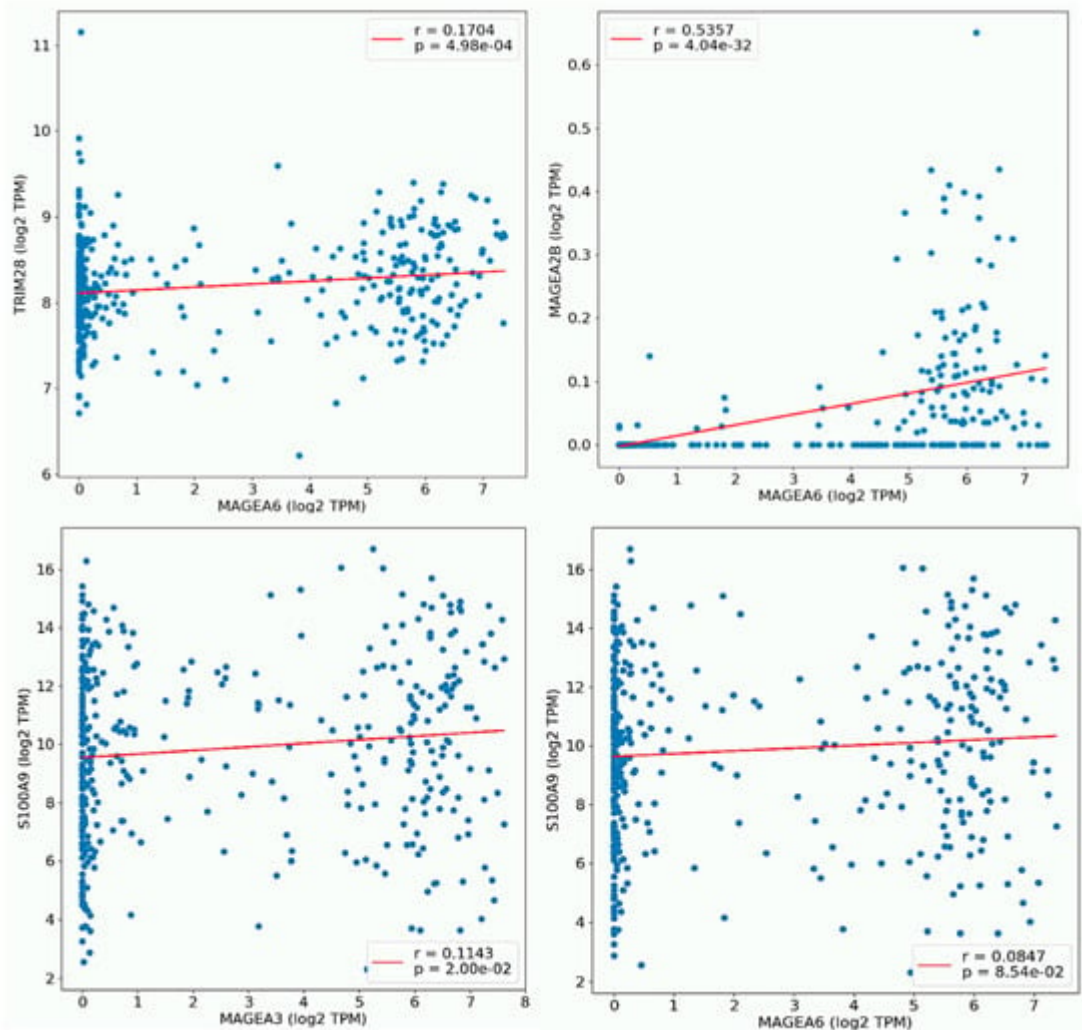 r = 0.1704
p = 4.98e-04
11
10
9
8
7
6
TRIM28 (log2 TPM)
0 1 2 3 4 5 6 7
MAGEA6 (log2 TPM)
r = 0.5357
p = 4.04e-32
0.6
0.5
0.4
0.3
0.2
0.1
0.0
MAGEA2B (log2 TPM)
0 1 2 3 4 5 6 7
MAGEA6 (log2 TPM)
16
14
12
10
8
6
4
2
S100A9 (log2 TPM)
r = 0.1143
p = 2.00e-02
0 1 2 3 4 5 6 7 8
MAGEA3 (log2 TPM)
16
14
12
10
8
6
4
2
S100A9 (log2 TPM)
r = 0.0847
p = 8.54e-02
0 1 2 3 4 5 6 7
MAGEA6 (log2 TPM)